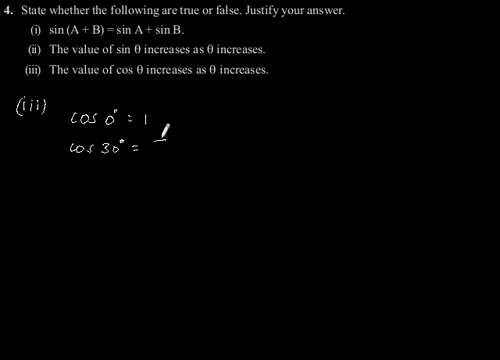 4. State whether the following are true or false. Justify your answer.
(i) sin (A + B) = sin A + sin B.
(ii) The value of sin θ increases as θ increases.
(iii) The value of cos θ increases as θ increases.
(iii) cos 0° = 1
cos 30° =